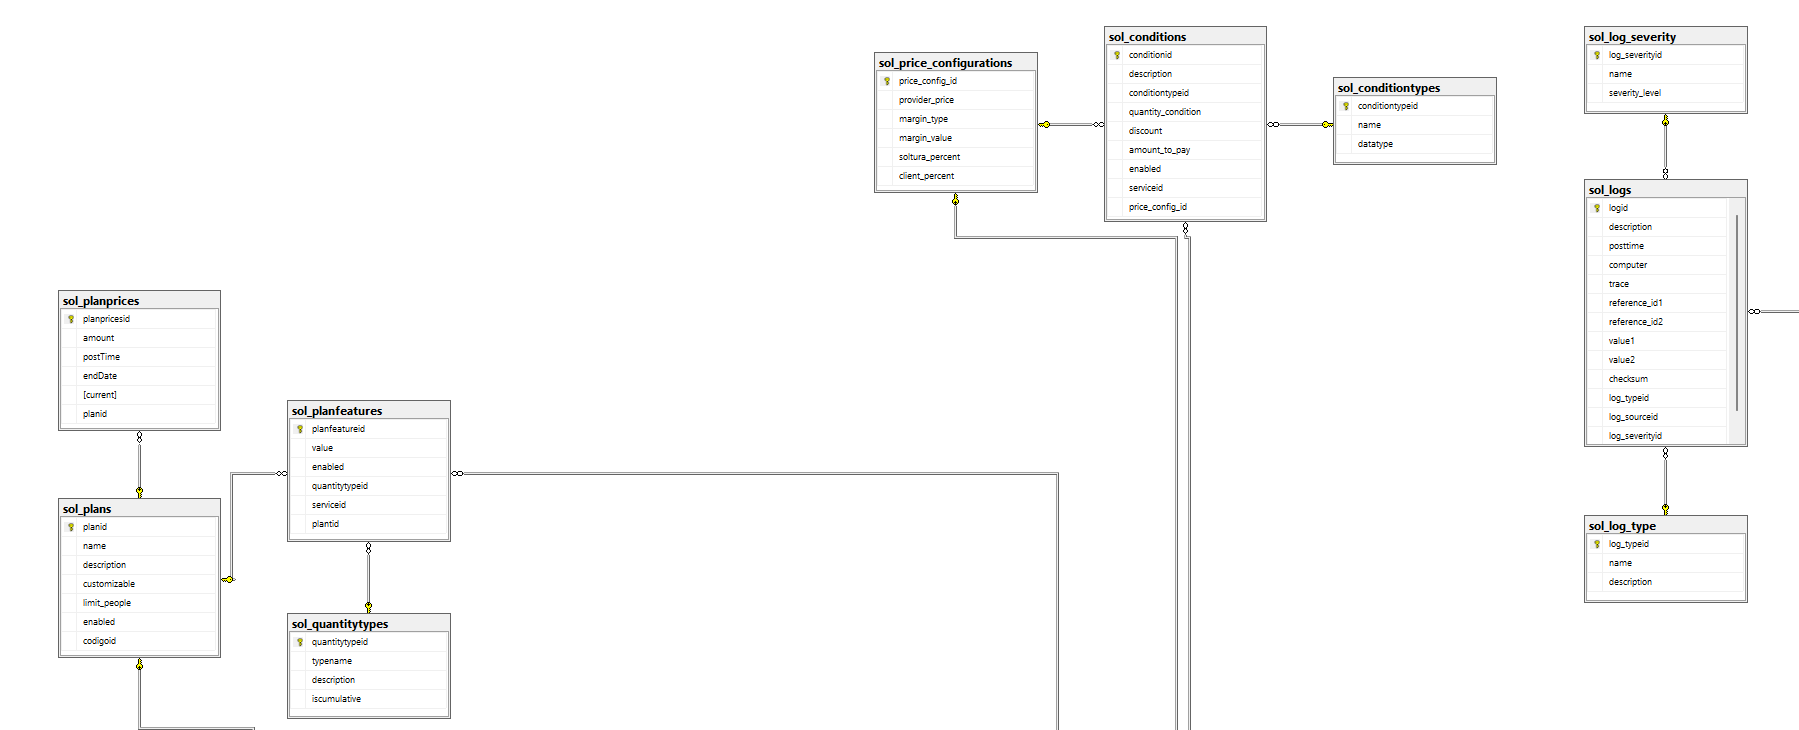 sol_conditions
conditionid
description
conditiontypeid
quantity_condition
discount
amount_to_pay
enabled
serviceid
price_config_id
sol_log_severity
log_severityid
name
severity_level
sol_price_configurations
price_config_id
provider_price
margin_type
margin_value
soltura_percent
client_percent
sol_conditiontypes
conditiontypeid
name
datatype
sol_logs
logid
description
posttime
computer
trace
reference_id1
reference_id2
value1
value2
checksum
log_typeid
log_sourceid
log_severityid
sol_planprices
planpricesid
amount
postTime
endDate
[current]
planid
sol_planfeatures
planfeatureid
value
enabled
quantitytypeid
serviceid
plantid
sol_plans
planid
name
description
customizable
limit_people
enabled
codigoid
sol_log_type
log_typeid
name
description
sol_quantitytypes
quantitytypeid
typename
description
iscumulative